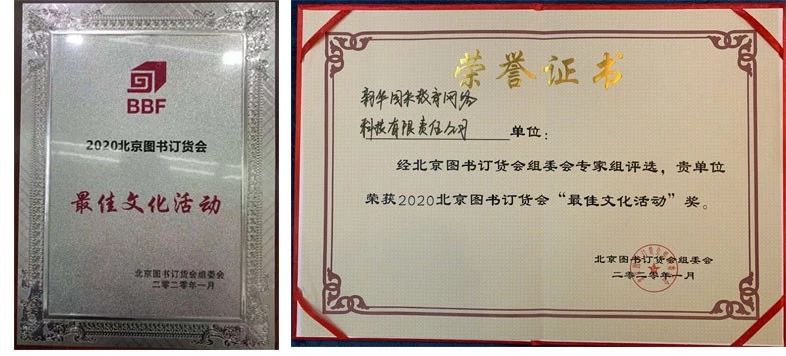 BBF
2020北京图书订货会
最佳文化活动
北京图书订货会组委会
二零二零年一月
荣誉证书
新华国采教育网络
科技有限责任公司 单位：
经北京图书订货会组委会专家组评选，贵单位
荣获2020北京图书订货会“最佳文化活动”奖。
北京图书订货会组委会
二零二零年一月